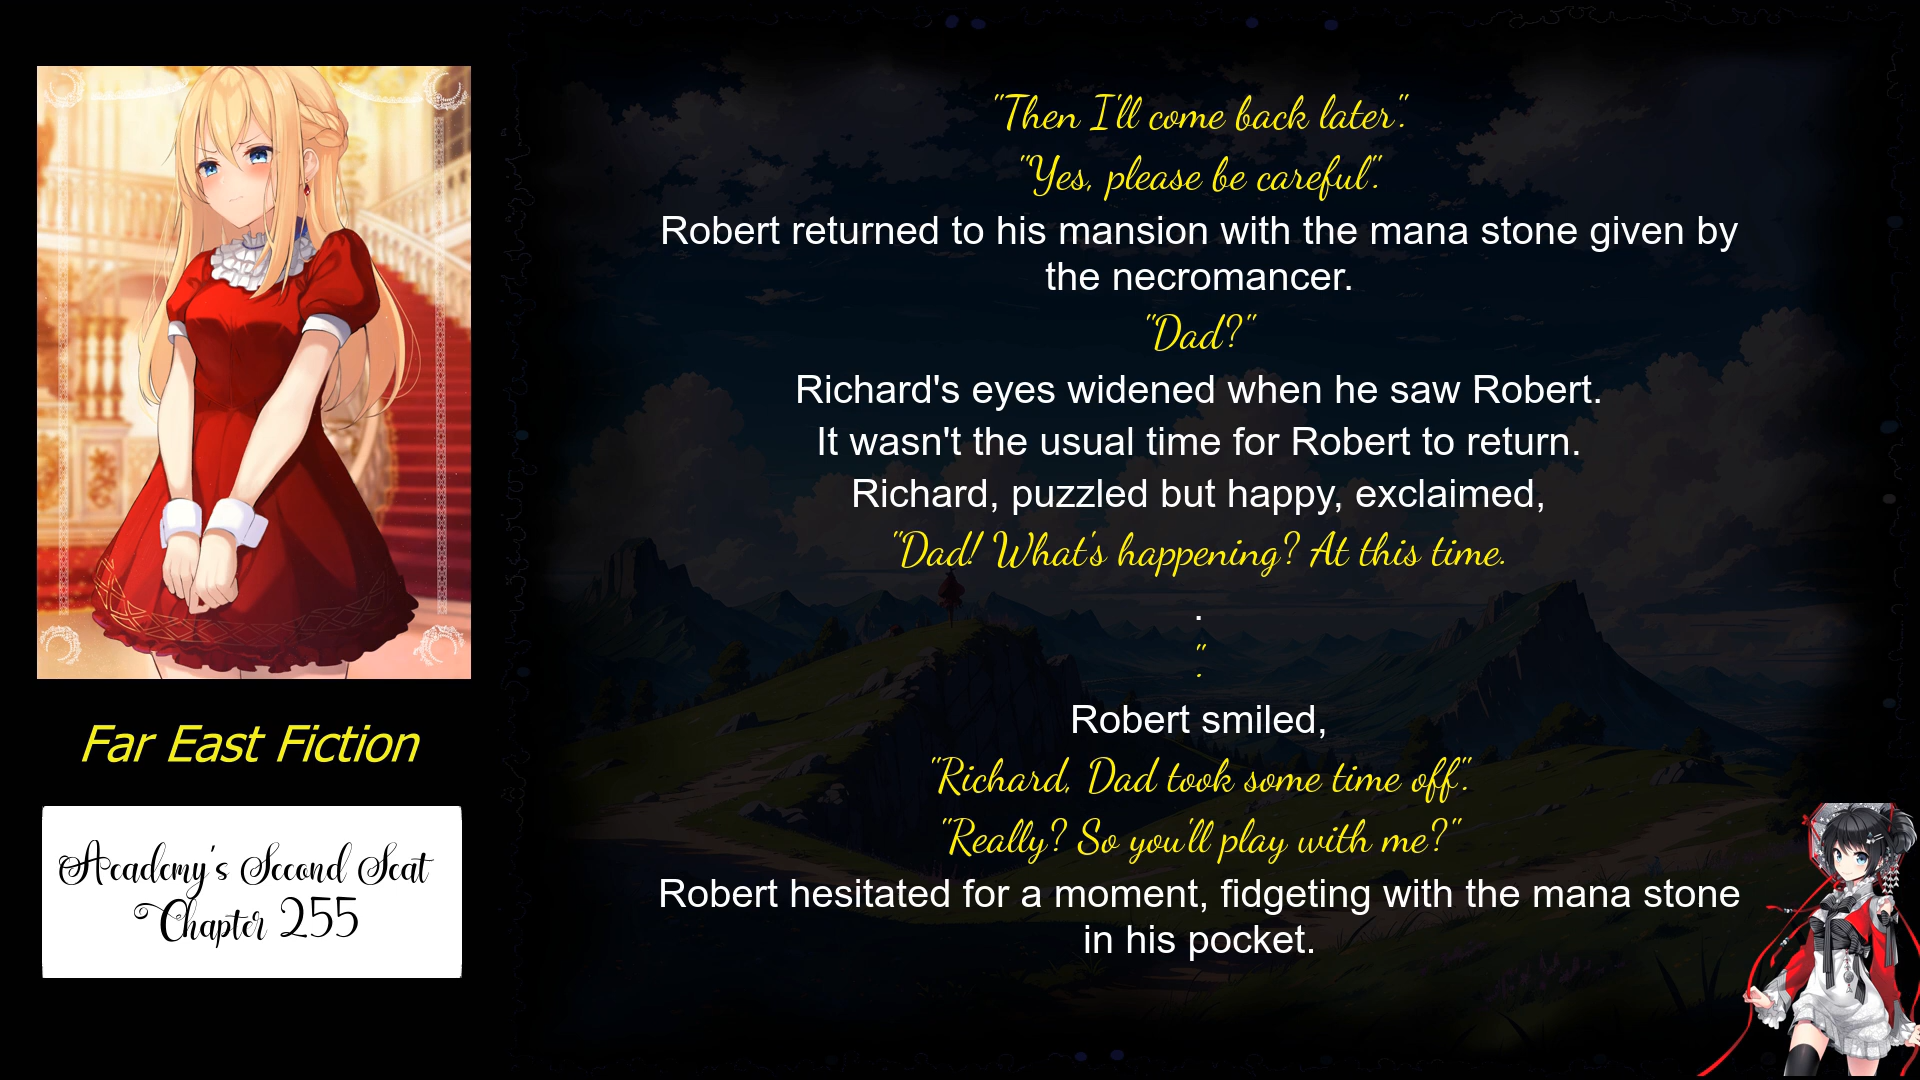 "Then I'll come back later".
"Yes, please be careful".
Robert returned to his mansion with the mana stone given by
the necromancer.
"Dad?"
Richard's eyes widened when he saw Robert.
It wasn't the usual time for Robert to return.
Richard, puzzled but happy, exclaimed,
"Dad! What's happening? At this time.
.
".
Robert smiled,
"Richard, Dad took some time off".
"Really? So you'll play with me?"
Robert hesitated for a moment, fidgeting with the mana stone
in his pocket.
Far East Fiction
Academy's Second Seat
Chapter 255